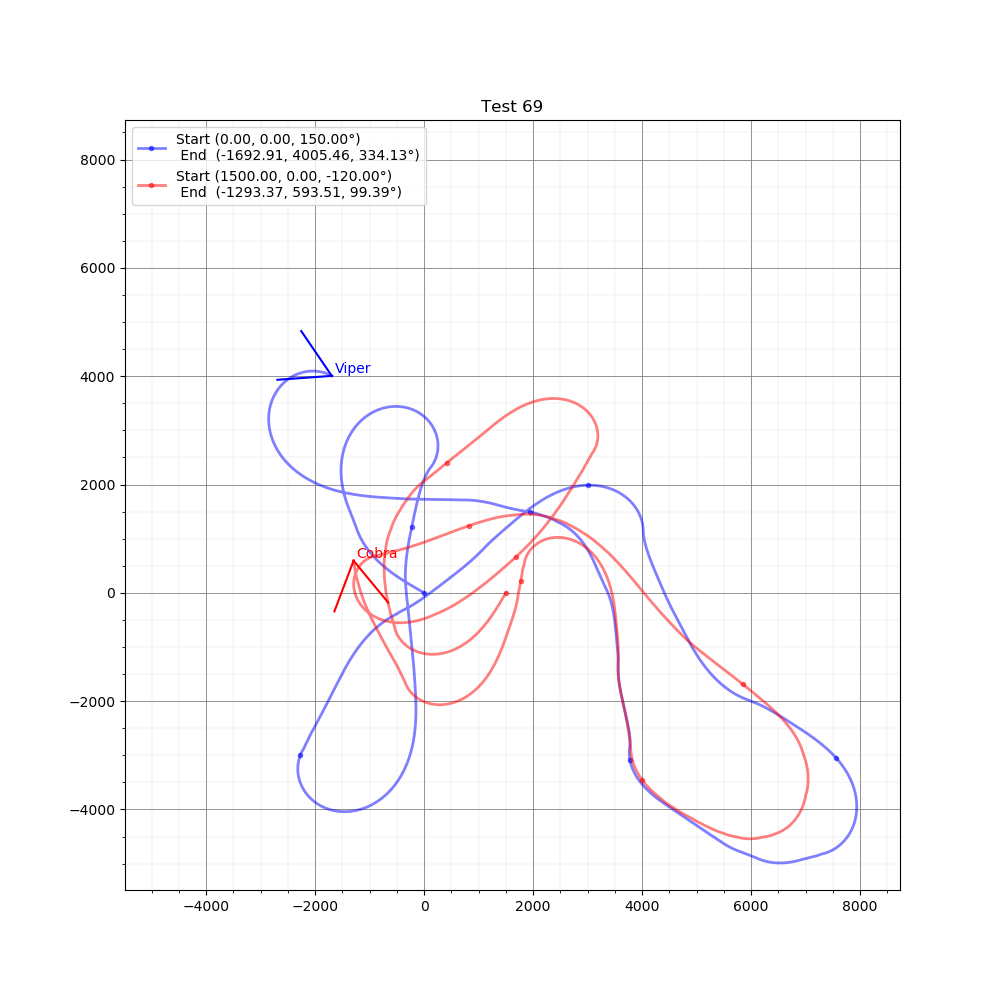 Test 69
Start (0.00, 0.00, 150.00°)
End (-1692.91, 4005.46, 334.13°)
Start (1500.00, 0.00, -120.00°)
End (-1293.37, 593.51, 99.39°)
8000
6000
4000
2000
0
−2000
−4000
Viper
Cobra
−4000 −2000 0 2000 4000 6000 8000